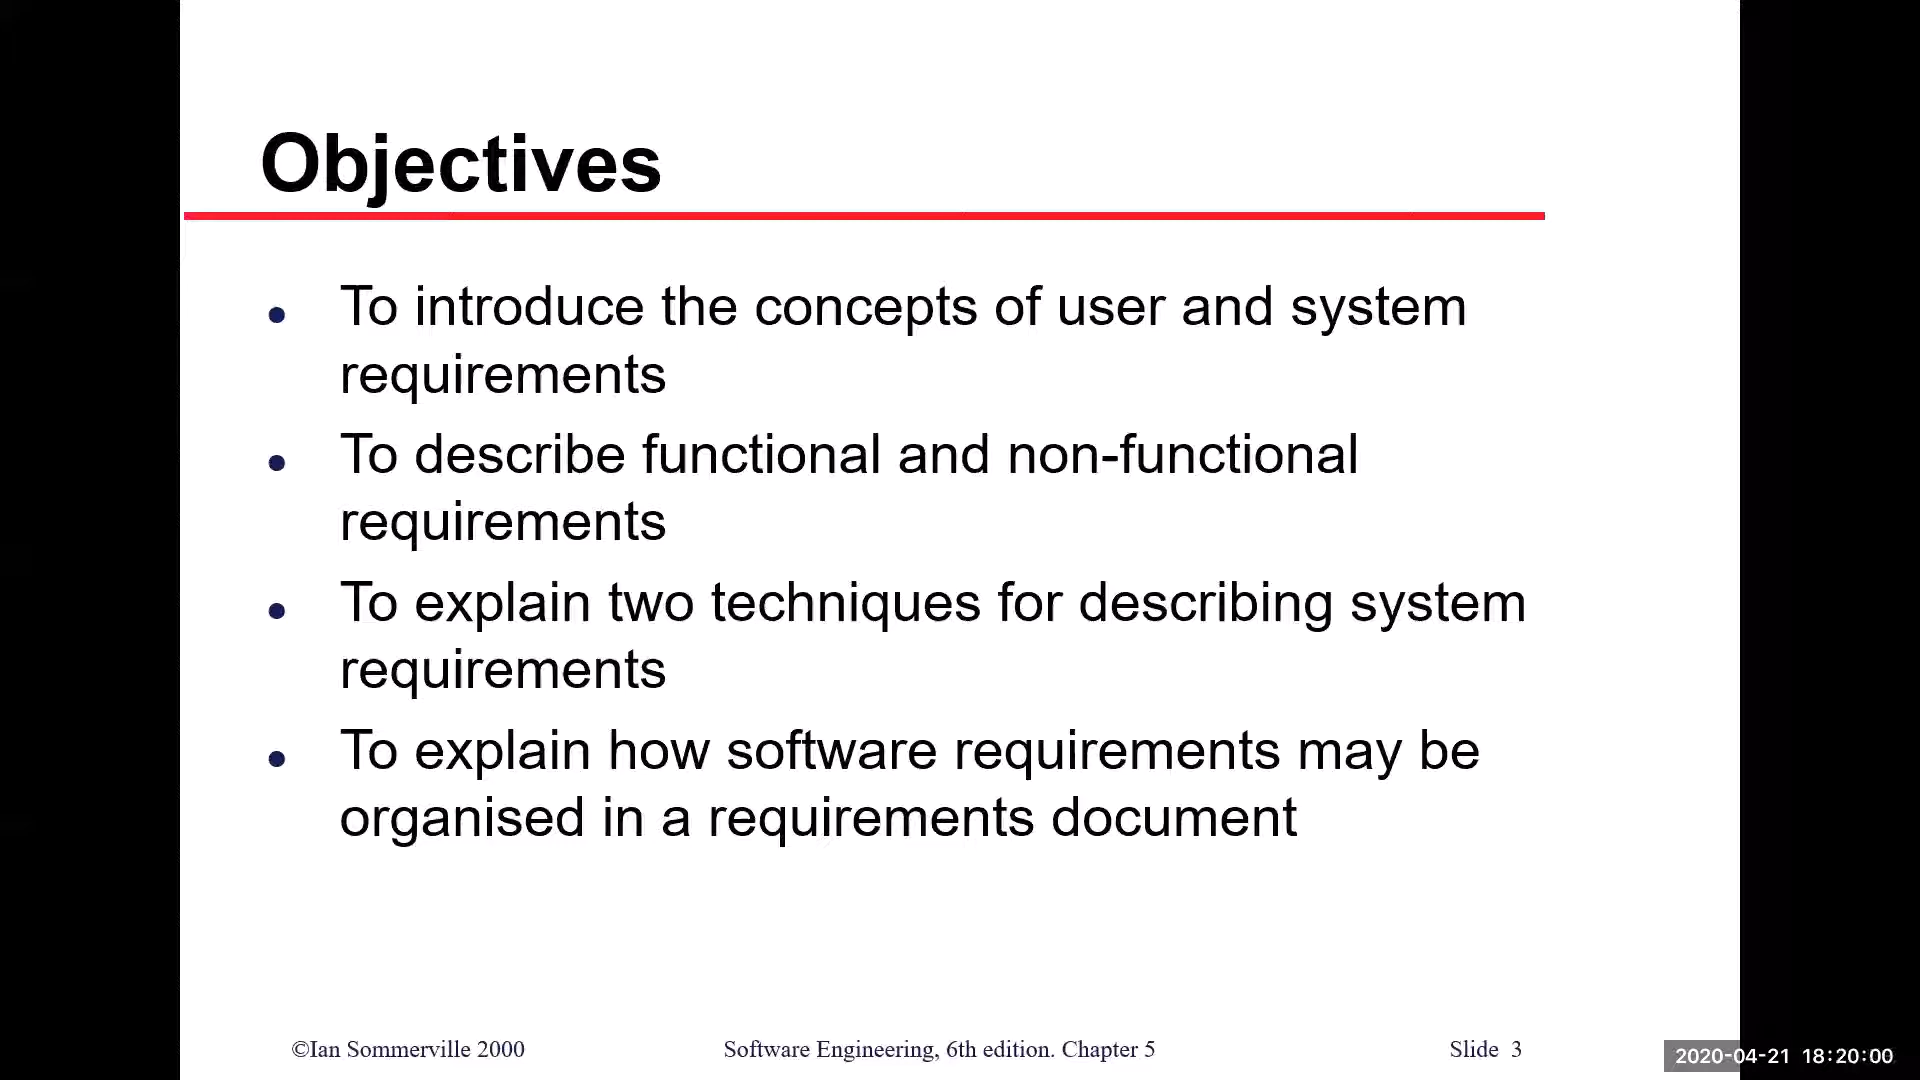 Objectives
• To introduce the concepts of user and system
requirements
• To describe functional and non-functional
requirements
• To explain two techniques for describing system
requirements
• To explain how software requirements may be
organised in a requirements document
©Ian Sommerville 2000
Software Engineering, 6th edition. Chapter 5
Slide 3
2020-04-21 18:20:00